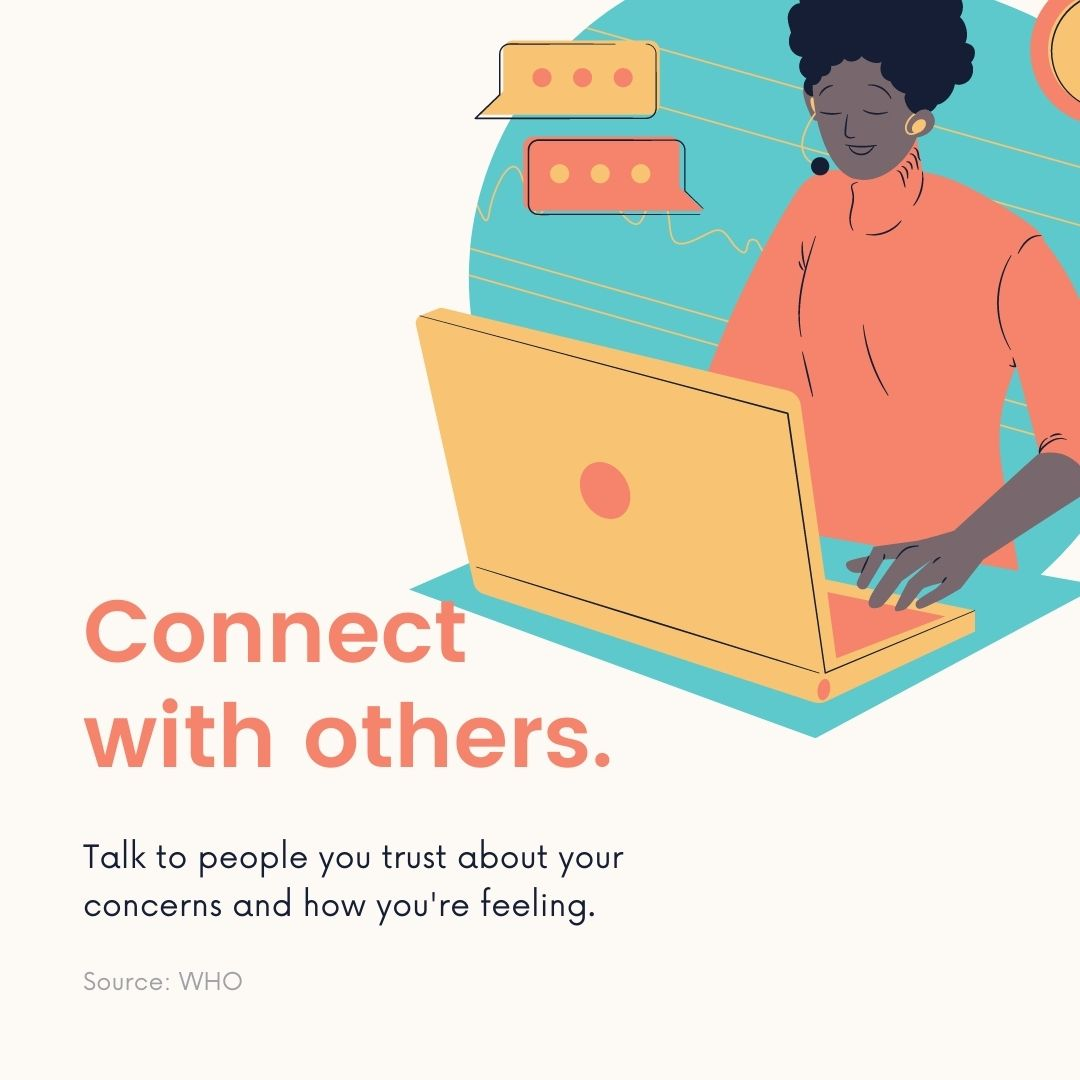 Connect
with others.
Talk to people you trust about your
concerns and how you're feeling.
Source: WHO